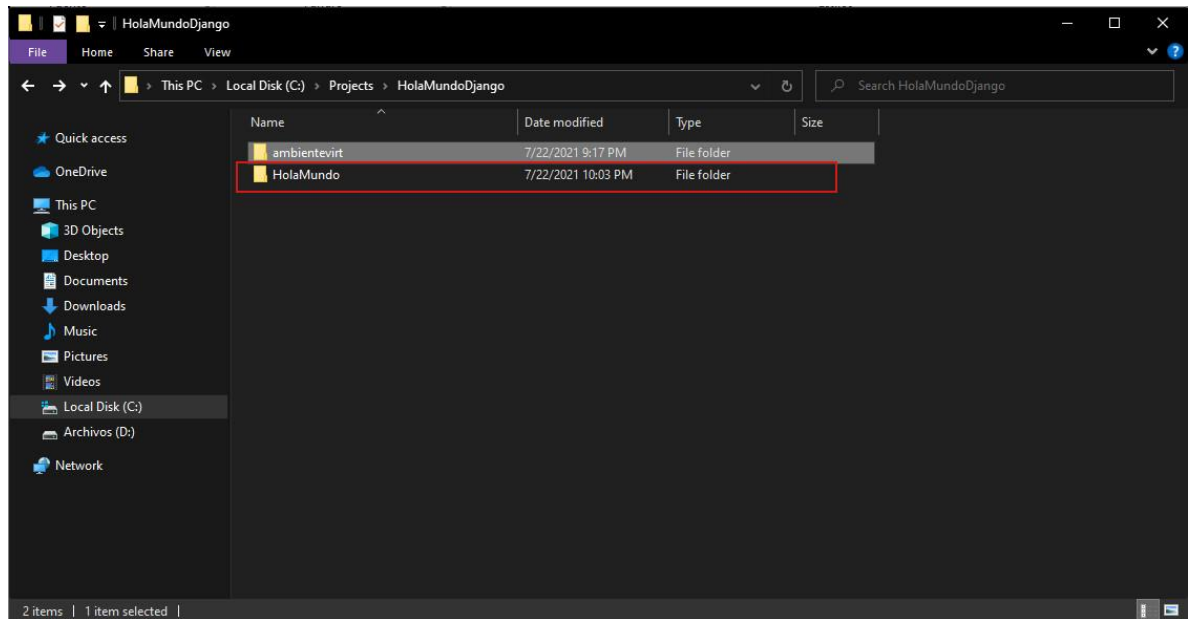 HolaMundoDjango
File Home Share View
This PC > Local Disk (C:) > Projects > HolaMundoDjango
Search HolaMundoDjango
Name Date modified Type Size
ambientevirt 7/22/2021 9:17 PM File folder
HolaMundo 7/22/2021 10:03 PM File folder
Quick access
OneDrive
This PC
3D Objects
Desktop
Documents
Downloads
Music
Pictures
Videos
Local Disk (C:)
Archivos (D:)
Network
2 items 1 item selected